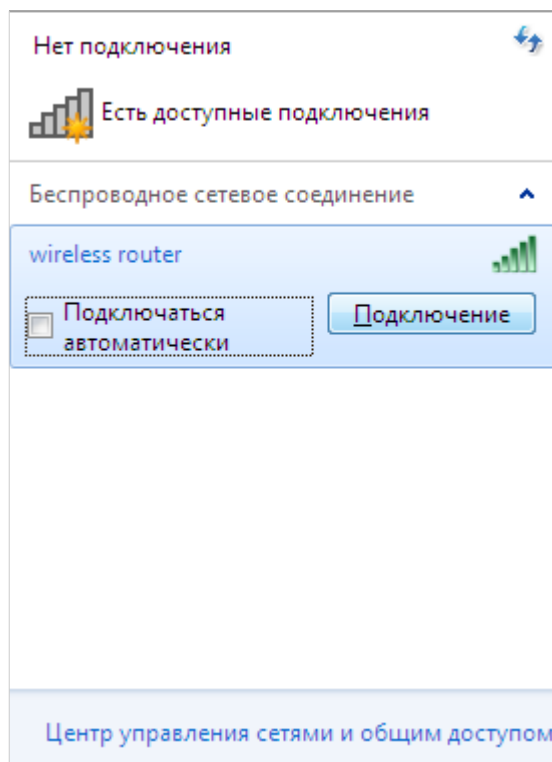 Нет подключения
Есть доступные подключения
Беспроводное сетевое соединение
wireless router
Подключаться
автоматически
Подключение
Центр управления сетями и общим доступом